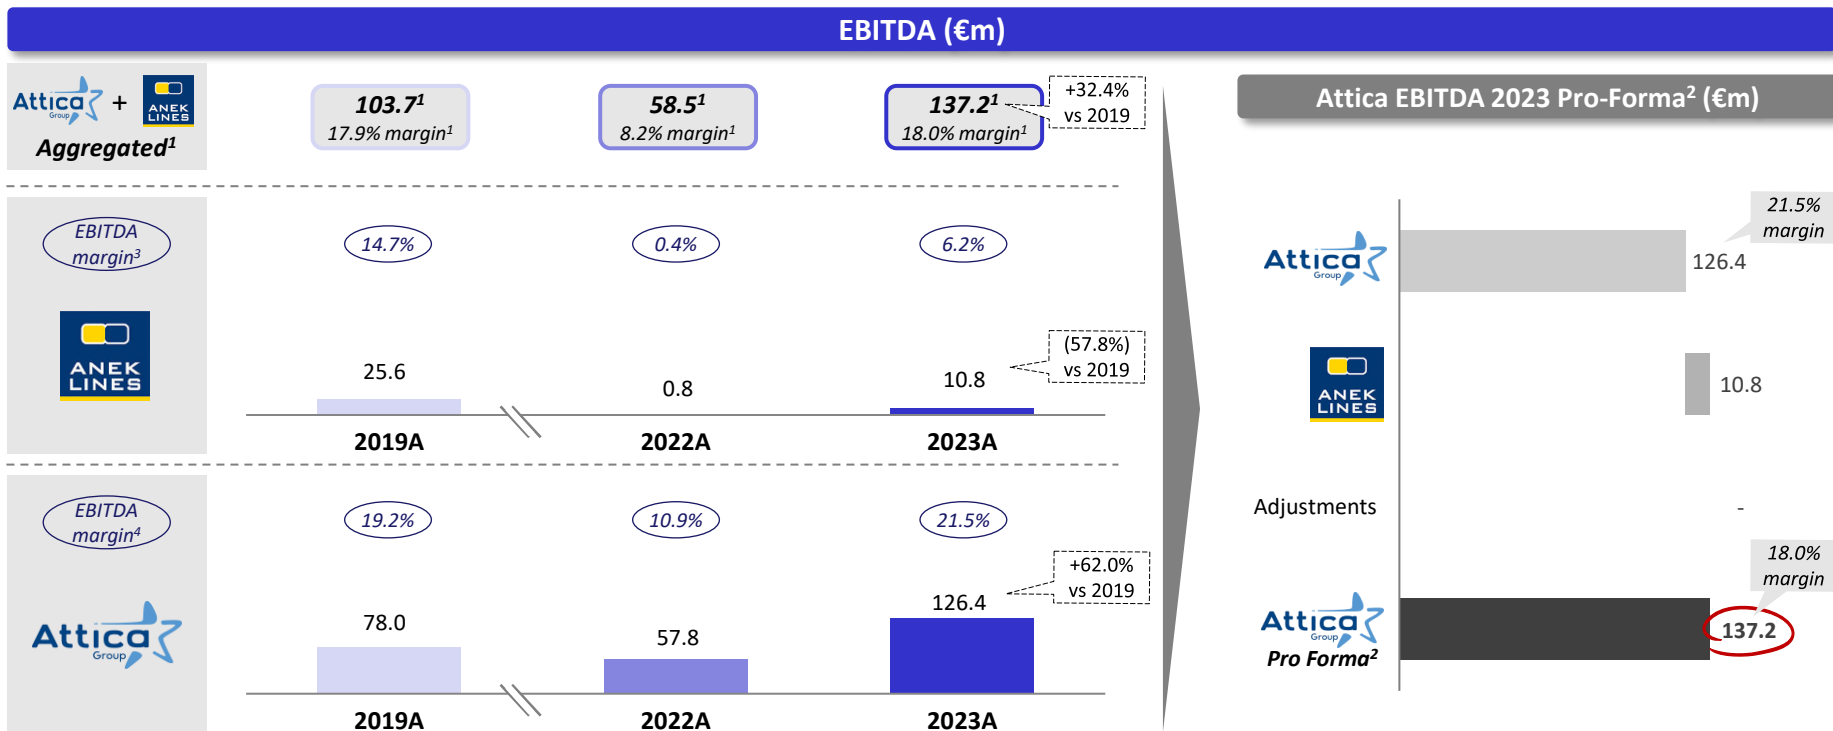 EBITDA (€m)
Attica
Group
+
ANEK
LINES
Aggregated¹
103.7¹
17.9% margin¹
58.5¹
8.2% margin¹
137.2¹
18.0% margin¹
+32.4%
vs 2019
EBITDA
margin³
14.7%
0.4%
6.2%
ANEK
LINES
25.6
0.8
10.8
(57.8%)
vs 2019
2019A
2022A
2023A
EBITDA
margin⁴
19.2%
10.9%
21.5%
Attica
Group
78.0
57.8
126.4
+62.0%
vs 2019
2019A
2022A
2023A
Attica EBITDA 2023 Pro-Forma² (€m)
Attica
Group
126.4
21.5%
margin
ANEK
LINES
10.8
Adjustments
-
18.0%
margin
Attica
Group
Pro Forma²
137.2